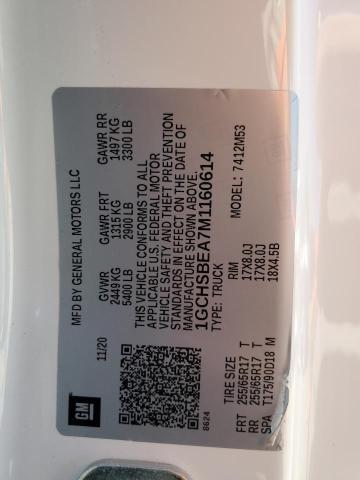 GM
MFD BY GENERAL MOTORS LLC
11/20
GVWR
2449 KG
5400 LB
GAWR FRT
1315 KG
2900 LB
GAWR RR
1497 KG
3300 LB
THIS VEHICLE CONFORMS TO ALL
APPLICABLE U.S. FEDERAL MOTOR
VEHICLE SAFETY AND THEFT PREVENTION
STANDARDS IN EFFECT ON THE DATE OF
MANUFACTURE SHOWN ABOVE.
1GCHSBEA7M1160614
TYPE: TRUCK
MODEL: 7412M53
8624
TIRE SIZE RIM
FRT 255/65R17 T 17X8.0J
RR 255/65R17 T 17X8.0J
SPA T175/90D18 M 18X4.5B